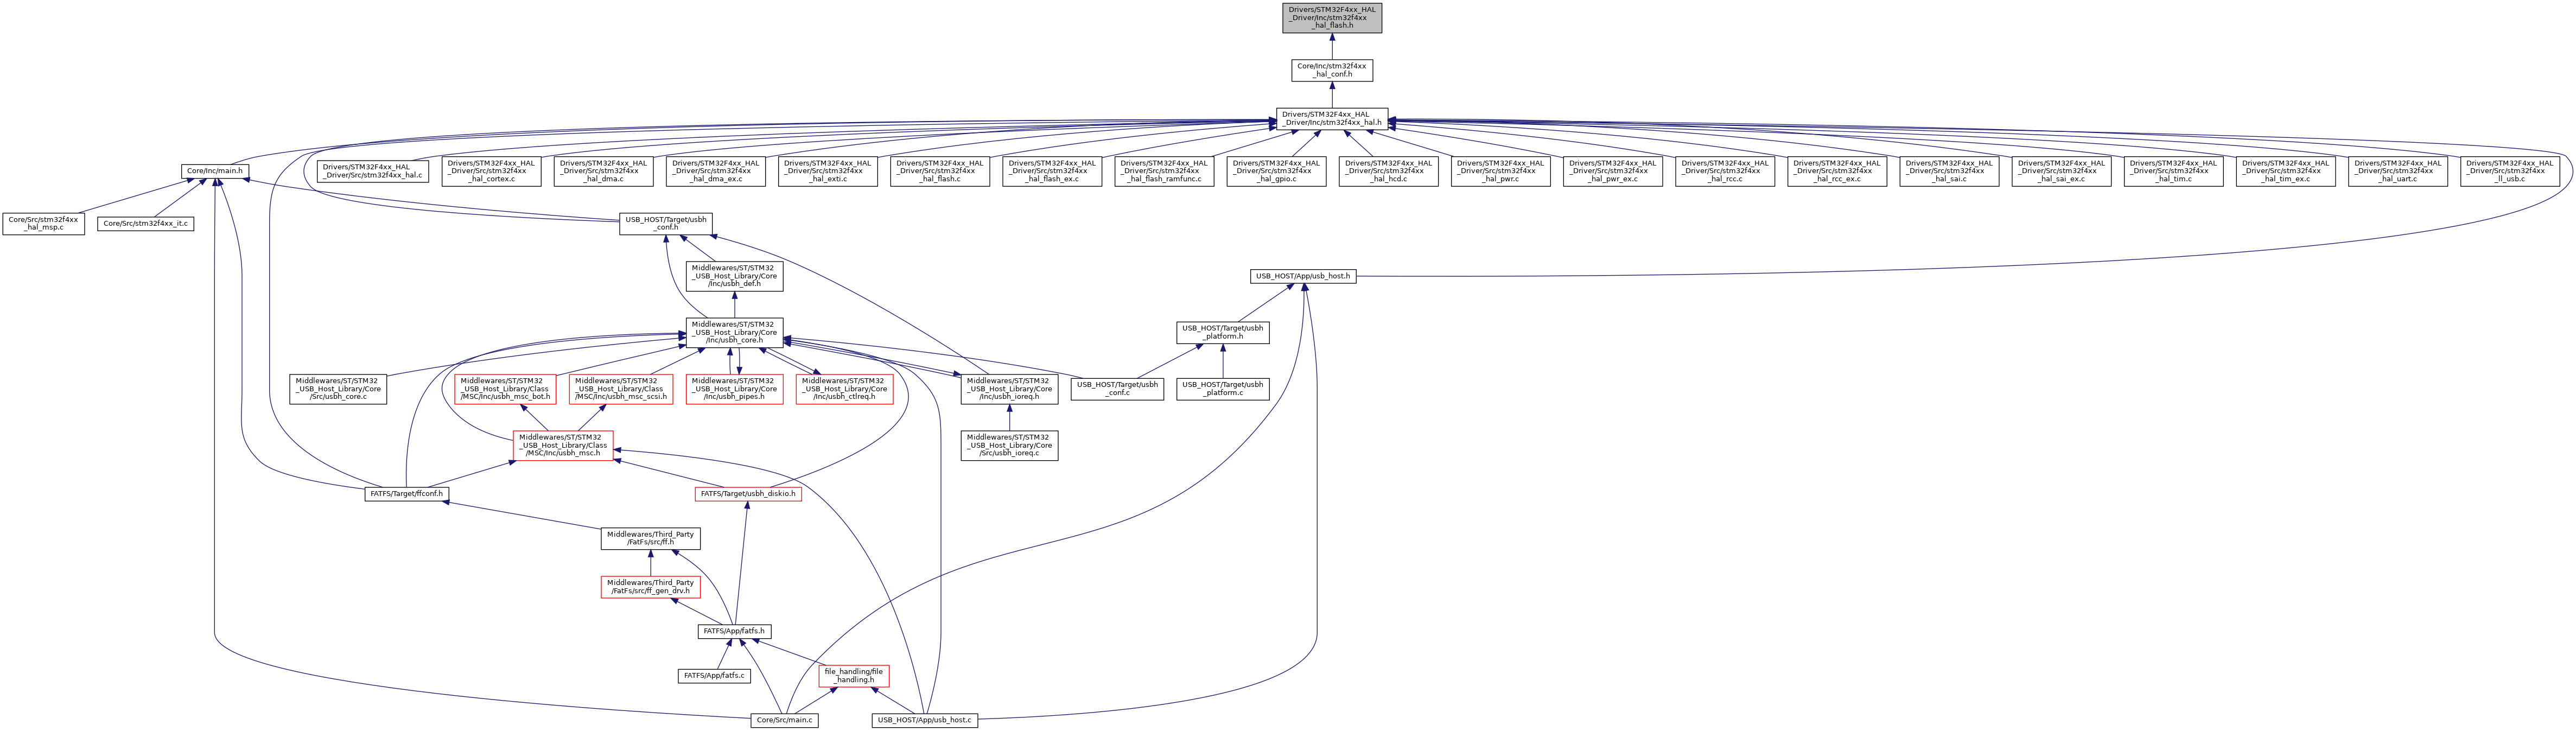 Drivers/STM32F4xx_HAL
_Driver/Inc/stm32f4xx
_hal_flash.h
Core/Inc/stm32f4xx
_hal_conf.h
Drivers/STM32F4xx_HAL
_Driver/Inc/stm32f4xx_hal.h
Core/Inc/main.h
Drivers/STM32F4xx_HAL
_Driver/Src/stm32f4xx_hal.c
Drivers/STM32F4xx_HAL
_Driver/Src/stm32f4xx
_hal_cortex.c
Drivers/STM32F4xx_HAL
_Driver/Src/stm32f4xx
_hal_dma.c
Drivers/STM32F4xx_HAL
_Driver/Src/stm32f4xx
_hal_dma_ex.c
Drivers/STM32F4xx_HAL
_Driver/Src/stm32f4xx
_hal_exti.c
Drivers/STM32F4xx_HAL
_Driver/Src/stm32f4xx
_hal_flash.c
Drivers/STM32F4xx_HAL
_Driver/Src/stm32f4xx
_hal_flash_ex.c
Drivers/STM32F4xx_HAL
_Driver/Src/stm32f4xx
_hal_flash_ramfunc.c
Drivers/STM32F4xx_HAL
_Driver/Src/stm32f4xx
_hal_gpio.c
Drivers/STM32F4xx_HAL
_Driver/Src/stm32f4xx
_hal_hcd.c
Drivers/STM32F4xx_HAL
_Driver/Src/stm32f4xx
_hal_pwr.c
Drivers/STM32F4xx_HAL
_Driver/Src/stm32f4xx
_hal_pwr_ex.c
Drivers/STM32F4xx_HAL
_Driver/Src/stm32f4xx
_hal_rcc.c
Drivers/STM32F4xx_HAL
_Driver/Src/stm32f4xx
_hal_rcc_ex.c
Drivers/STM32F4xx_HAL
_Driver/Src/stm32f4xx
_hal_sai.c
Drivers/STM32F4xx_HAL
_Driver/Src/stm32f4xx
_hal_sai_ex.c
Drivers/STM32F4xx_HAL
_Driver/Src/stm32f4xx
_hal_tim.c
Drivers/STM32F4xx_HAL
_Driver/Src/stm32f4xx
_hal_tim_ex.c
Drivers/STM32F4xx_HAL
_Driver/Src/stm32f4xx
_hal_uart.c
Drivers/STM32F4xx_HAL
_Driver/Src/stm32f4xx
_ll_usb.c
Core/Src/stm32f4xx
_hal_msp.c
Core/Src/stm32f4xx_it.c
USB_HOST/Target/usbh
_conf.h
Middlewares/ST/STM32
_USB_Host_Library/Core
/Inc/usbh_def.h
USB_HOST/App/usb_host.h
Middlewares/ST/STM32
_USB_Host_Library/Core
/Inc/usbh_core.h
USB_HOST/Target/usbh
_platform.h
Middlewares/ST/STM32
_USB_Host_Library/Core
/Src/usbh_core.c
Middlewares/ST/STM32
_USB_Host_Library/Class
/MSC/Inc/usbh_msc_bot.h
Middlewares/ST/STM32
_USB_Host_Library/Class
/MSC/Inc/usbh_msc_scsi.h
Middlewares/ST/STM32
_USB_Host_Library/Core
/Inc/usbh_pipes.h
Middlewares/ST/STM32
_USB_Host_Library/Core
/Inc/usbh_ctlreq.h
Middlewares/ST/STM32
_USB_Host_Library/Core
/Inc/usbh_ioreq.h
USB_HOST/Target/usbh
_conf.c
USB_HOST/Target/usbh
_platform.c
Middlewares/ST/STM32
_USB_Host_Library/Class
/MSC/Inc/usbh_msc.h
Middlewares/ST/STM32
_USB_Host_Library/Core
/Src/usbh_ioreq.c
FATFS/Target/ffconf.h
FATFS/Target/usbh_diskio.h
Middlewares/Third_Party
/FatFs/src/ff.h
Middlewares/Third_Party
/FatFs/src/ff_gen_drv.h
FATFS/App/fatfs.h
FATFS/App/fatfs.c
file_handling/file
_handling.h
Core/Src/main.c
USB_HOST/App/usb_host.c